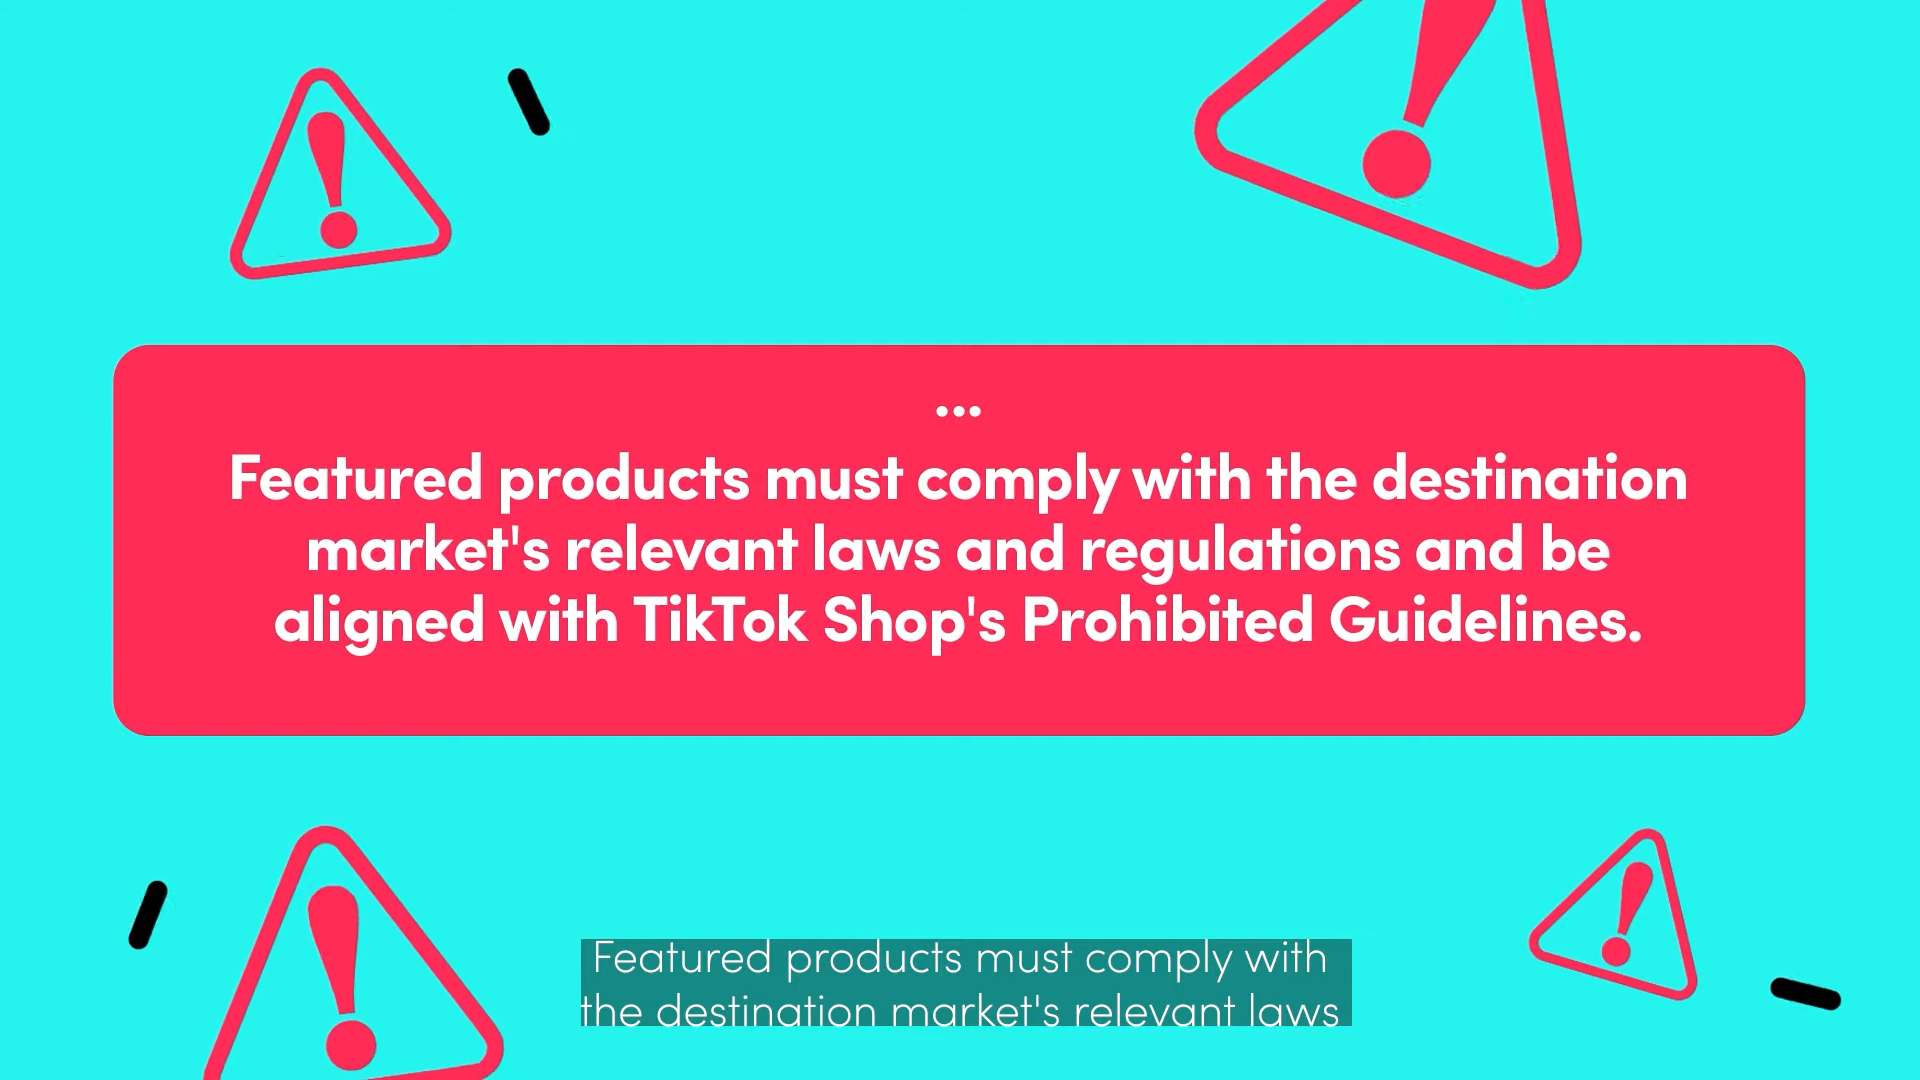 ...
Featured products must comply with the destination
market's relevant laws and regulations and be
aligned with TikTok Shop's Prohibited Guidelines.
Featured products must comply with
the destination market's relevant laws